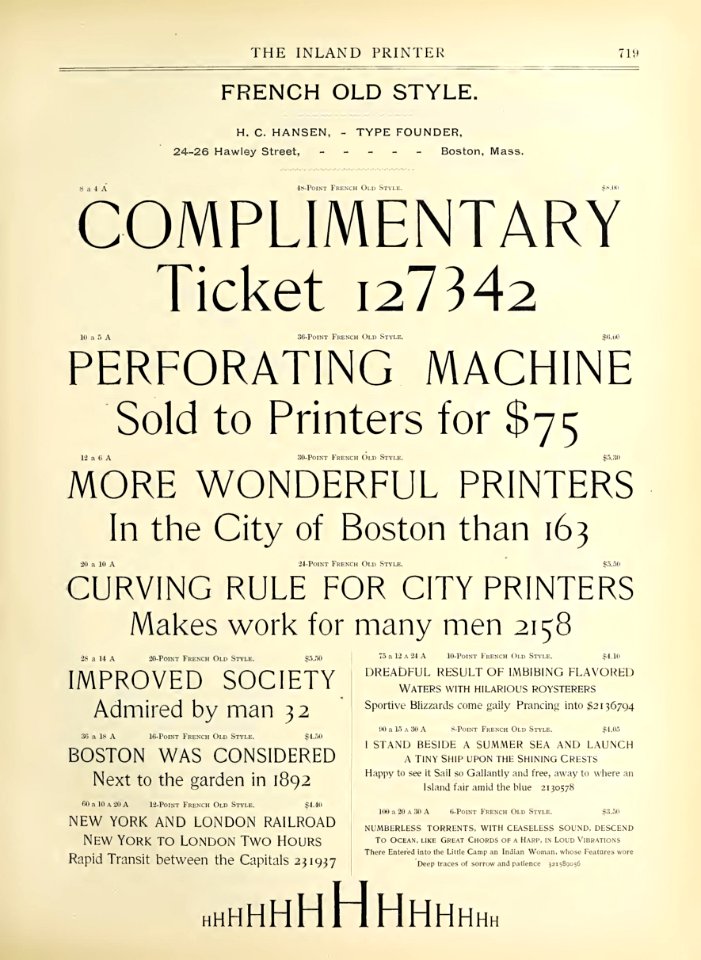 THE INLAND PRINTER 719
FRENCH OLD STYLE.
H. C. HANSEN, - TYPE FOUNDER,
24–26 Hawley Street, - - - - - Boston, Mass.
8 a 4 A 48-Point French Old Style. $8.00
COMPLIMENTARY
Ticket 127342
10 a 5 A 36-Point French Old Style. $6.60
PERFORATING MACHINE
Sold to Printers for $75
12 a 6 A 30-Point French Old Style. $5.30
MORE WONDERFUL PRINTERS
In the City of Boston than 163
20 a 10 A 24-Point French Old Style. $5.50
CURVING RULE FOR CITY PRINTERS
Makes work for many men 2158
28 a 14 A 20-Point French Old Style. $5.50
IMPROVED SOCIETY
Admired by man 32
36 a 18 A 16-Point French Old Style. $4.50
BOSTON WAS CONSIDERED
Next to the garden in 1892
60 a 10 a 20 A 12-Point French Old Style. $4.40
NEW YORK AND LONDON RAILROAD
New York to London Two Hours
Rapid Transit between the Capitals 231937
75 a 12 a 24 A 10-Point French Old Style. $4.10
DREADFUL RESULT OF IMBIBING FLAVORED
Waters with hilarious roysterers
Sportive Blizzards come gaily Prancing into $2136794
90 a 15 a 30 A 8-Point French Old Style. $4.05
I STAND BESIDE A SUMMER SEA AND LAUNCH
A Tiny Ship upon the Shining Crests
Happy to see it Sail so Gallantly and free, away to where an
Island fair amid the blue 2130578
100 a 20 a 30 A 6-Point French Old Style. $3.50
NUMBERLESS TORRENTS, WITH CEASELESS SOUND, DESCEND
To Ocean, like Great Chords of a Harp, in Loud Vibrations
There Entered into the Little Camp an Indian Woman, whose Features wore
Deep traces of sorrow and patience 321589056
HHHHHHHHHHHHHHH